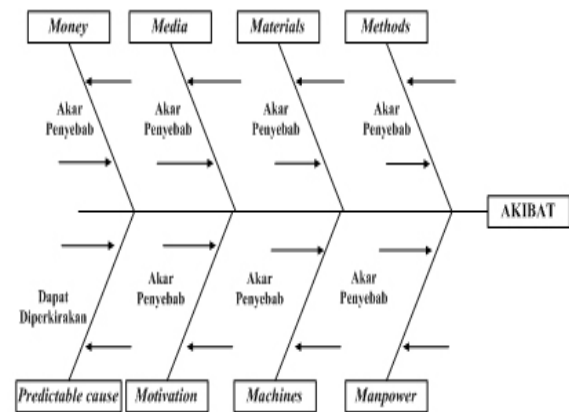 Money
Media
Materials
Methods
Akar
Penyebab
Akar
Penyebab
Akar
Penyebab
Akar
Penyebab
AKIBAT
Dapat
Diperkirakan
Akar
Penyebab
Akar
Penyebab
Akar
Penyebab
Predictable cause
Motivation
Machines
Manpower